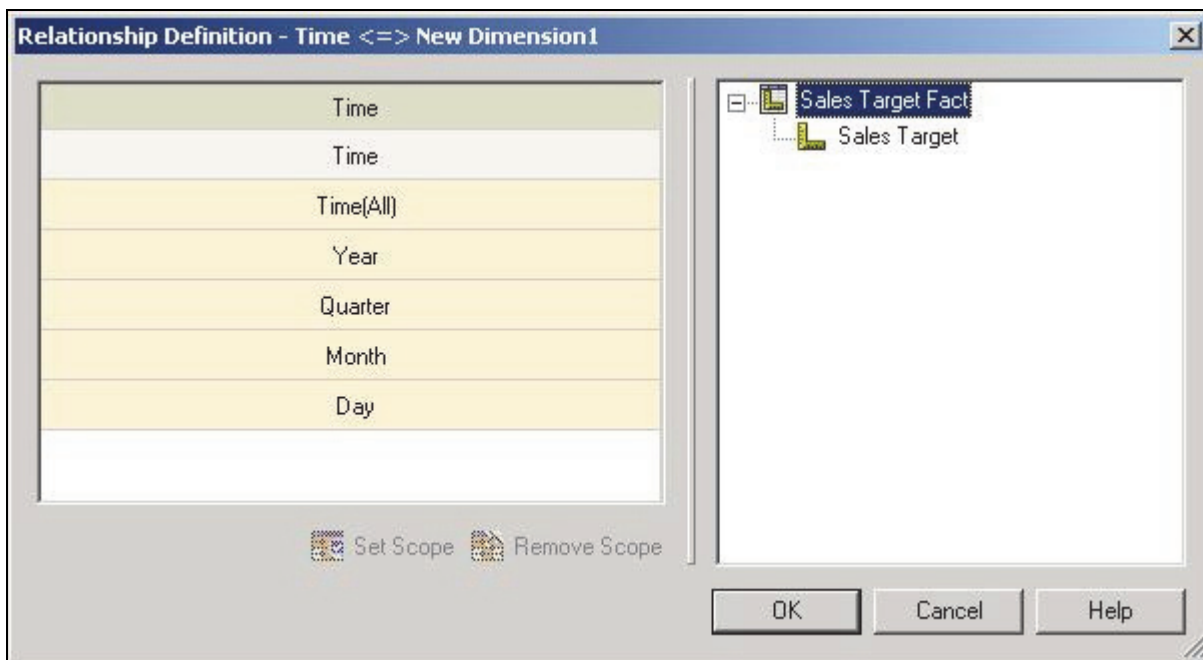 Relationship Definition - Time <=> New Dimension1
Time
Time
Time(All)
Year
Quarter
Month
Day
Set Scope Remove Scope
Sales Target Fact
Sales Target
OK Cancel Help